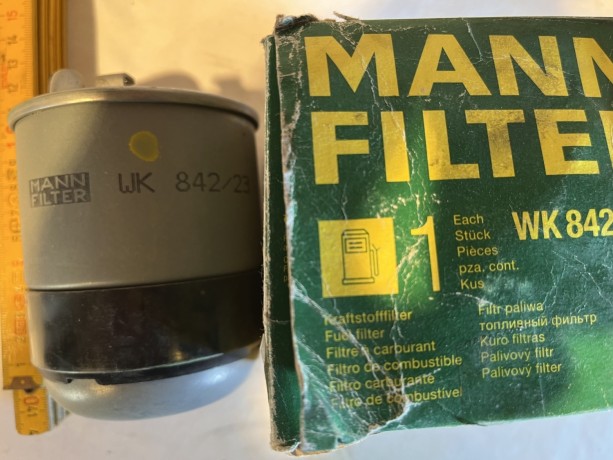 MANN
FILTER
WK 842/23
MANN
FILTER
1
Each
Stück
Pièces
pza. cont.
Kus
WK 842
Kraftstofffilter
Fuel filter
Filtre à carburant
Filtro de combustible
Filtro carburante
Filtro de combustível
Filtr paliwa
топливный фильтр
Kuro filtras
Palivový filtr
Palivový filter